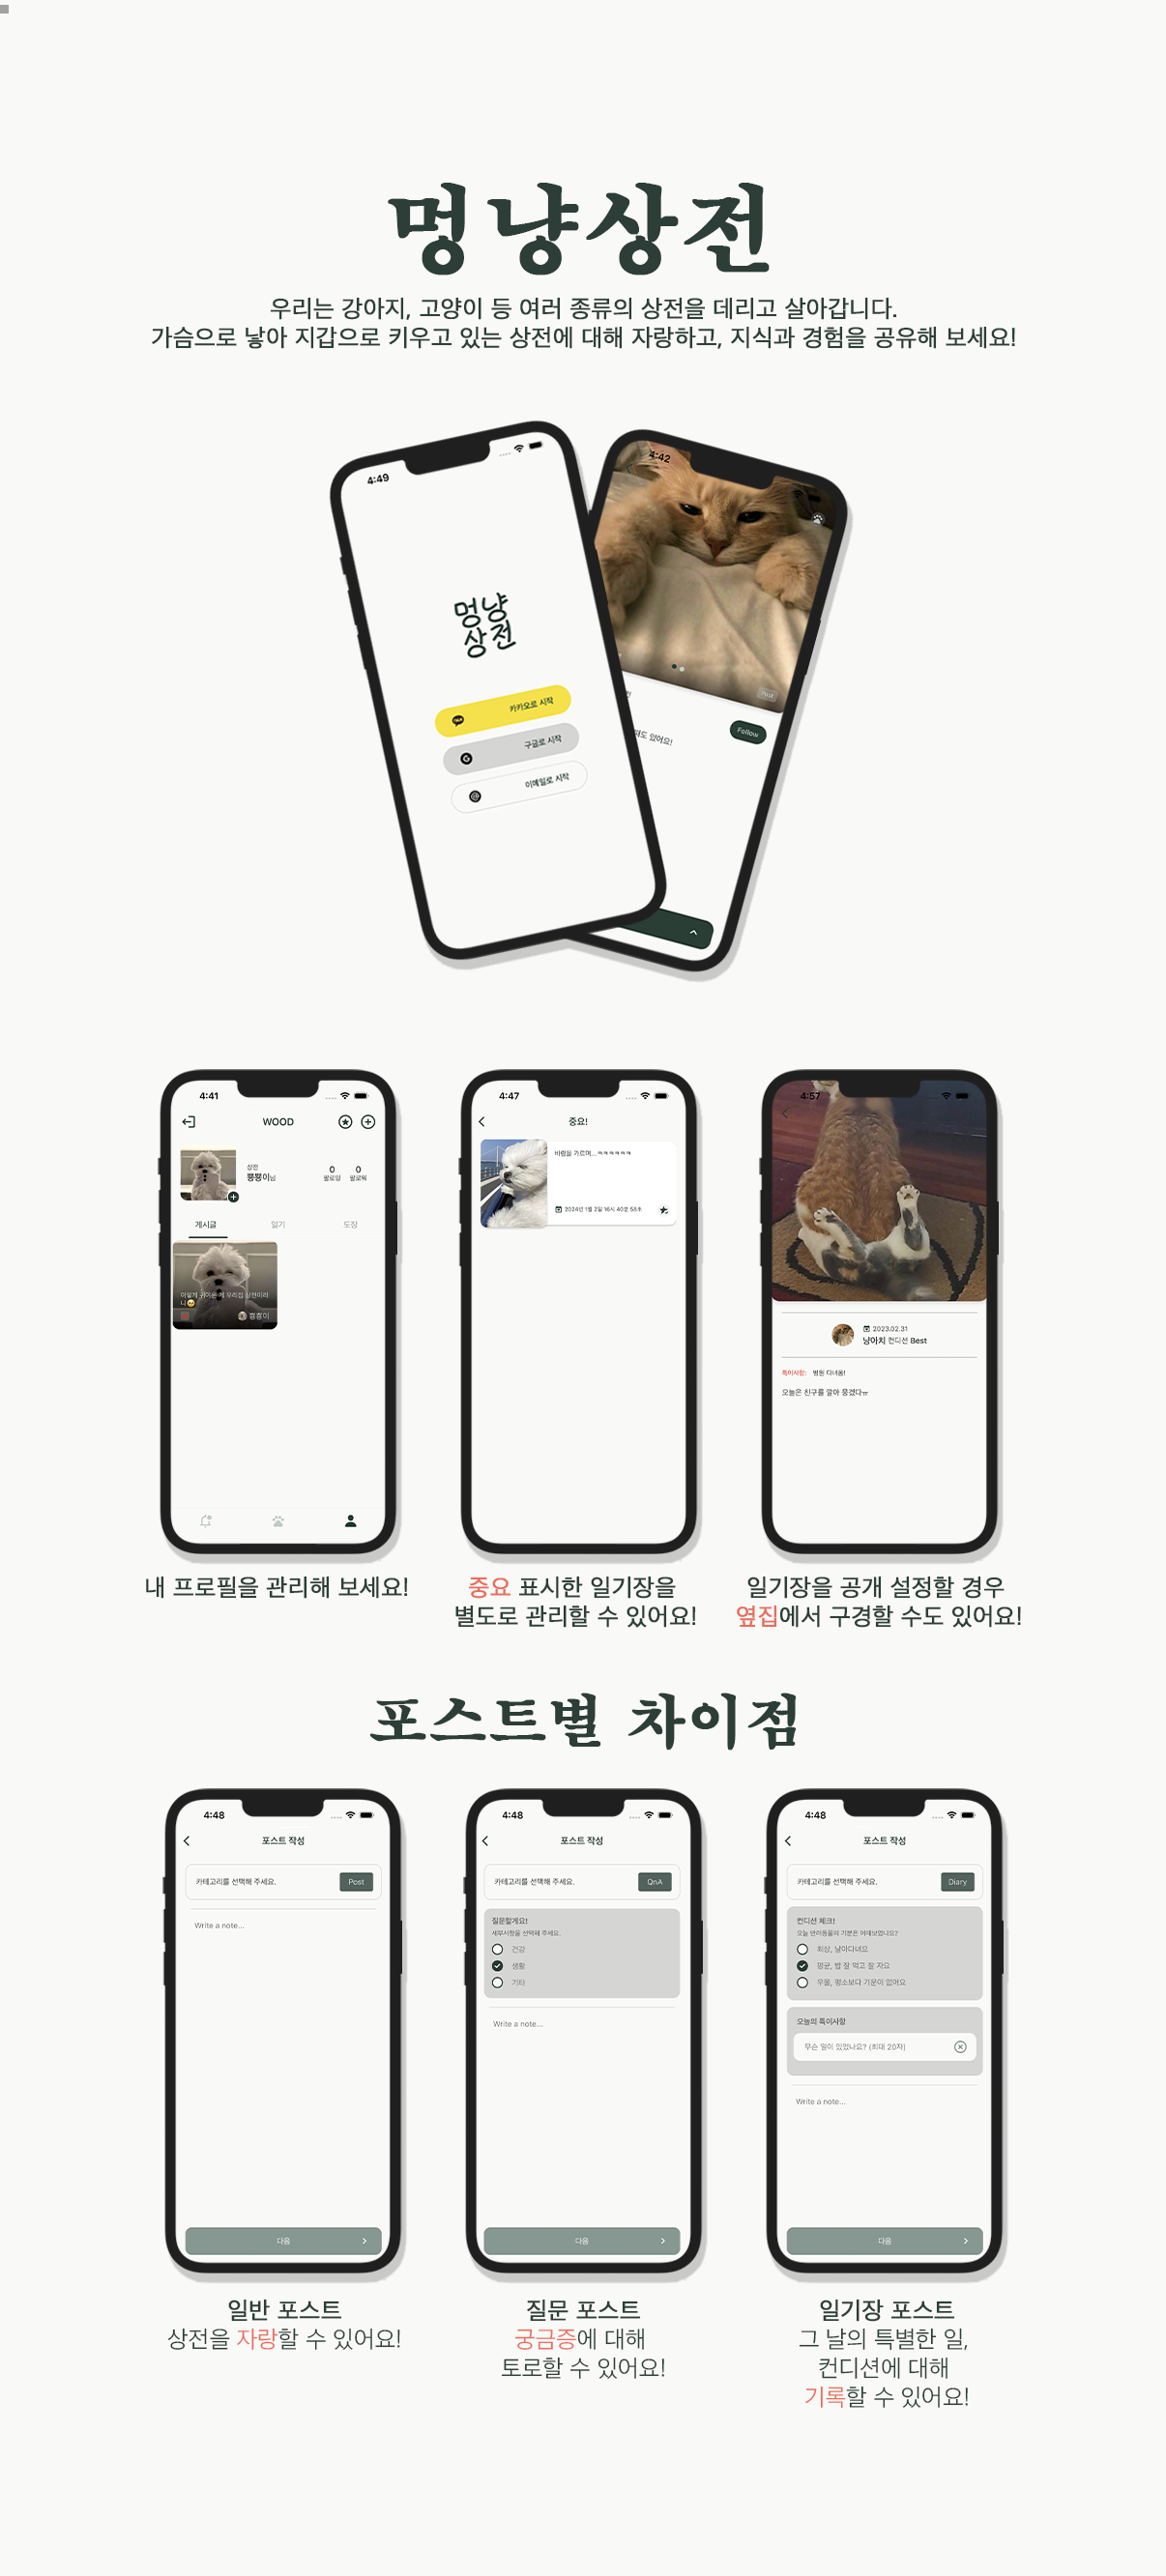 멍냥상전
우리는 강아지, 고양이 등 여러 종류의 상전을 데리고 살아갑니다.
가슴으로 낳아 지갑으로 키우고 있는 상전에 대해 자랑하고, 지식과 경험을 공유해 보세요!
4:49
멍냥
상전
카카오로 시작
구글로 시작
이메일로 시작
4:42
Post
Follow
있어요!
4:41
WOOD
상전
뿅뿅이님
0 0
팔로잉 팔로워
게시글 일기 도장
뿅뿅이
4:47
중요!
바람을 가르며...ㅋㅋㅋㅋㅋㅋ
2024년 1월 2일 16시 40분 58초
4:57
2023.02.31
냥아치 컨디션 Best
특이사항: 병원 다녀옴!
오늘은 친구를 깔아 뭉겠다ㅠ
내 프로필을 관리해 보세요!
중요 표시한 일기장을
별도로 관리할 수 있어요!
일기장을 공개 설정할 경우
옆집에서 구경할 수도 있어요!
포스트별 차이점
4:48
포스트 작성
카테고리를 선택해 주세요.
Post
Write a note...
다음
4:48
포스트 작성
카테고리를 선택해 주세요.
QnA
질문할게요!
세부사항을 선택해 주세요.
건강
생활
기타
Write a note...
다음
4:48
포스트 작성
카테고리를 선택해 주세요.
Diary
컨디션 체크!
오늘 반려동물의 기분은 어때보였나요?
최상, 날아다녀요
평균, 밥 잘 먹고 잘 자요
우울, 평소보다 기운이 없어요
오늘의 특이사항
무슨 일이 있었나요? (최대 20자)
Write a note...
다음
일반 포스트
상전을 자랑할 수 있어요!
질문 포스트
궁금증에 대해
토로할 수 있어요!
일기장 포스트
그 날의 특별한 일,
컨디션에 대해
기록할 수 있어요!